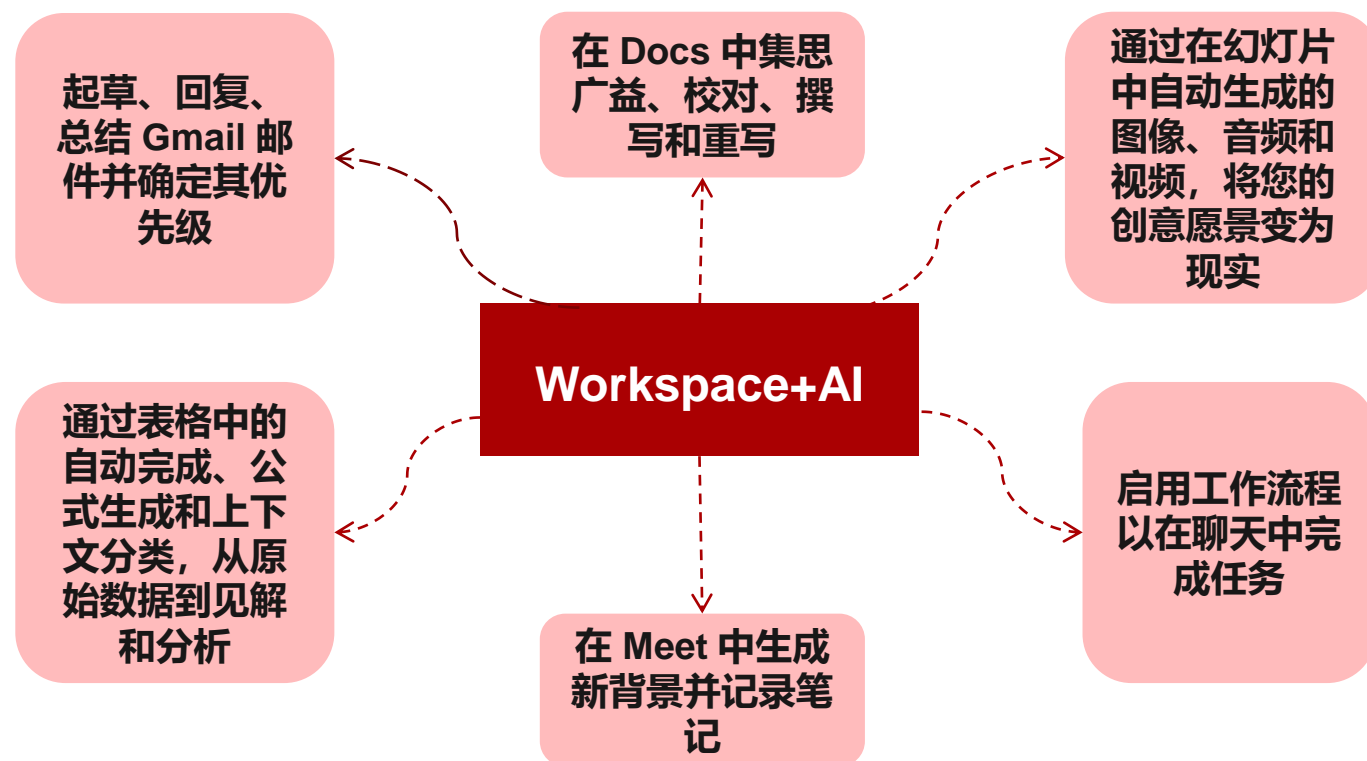 起草、回复、
总结 Gmail 邮
件并确定其优
先级
在 Docs 中集思
广益、校对、撰
写和重写
通过在幻灯片
中自动生成的
图像、音频和
视频，将您的
创意愿景变为
现实
Workspace+AI
通过表格中的
自动完成、公
式生成和上下
文分类，从原
始数据到见解
和分析
在 Meet 中生成
新背景并记录笔
记
启用工作流程
以在聊天中完
成任务